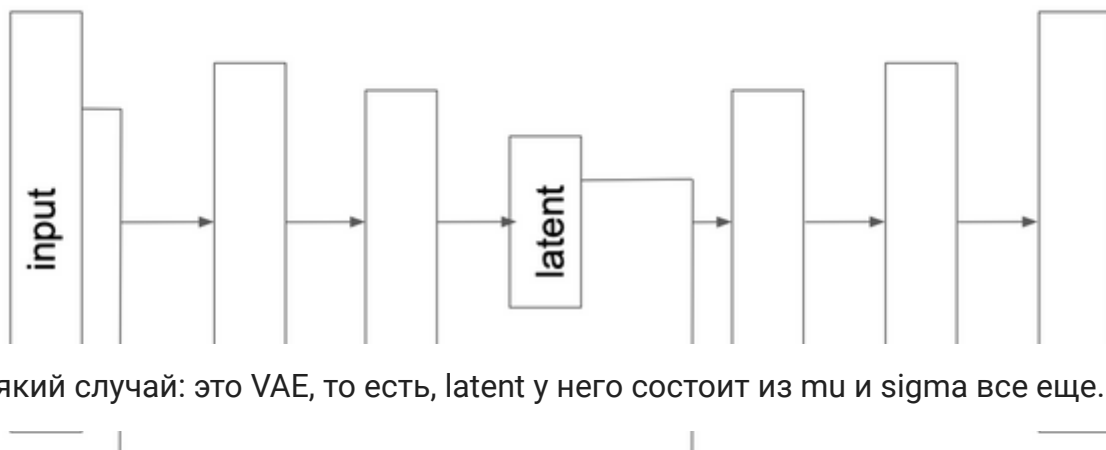 input
latent
який случай: это VAE, то есть, latent у него состоит из mu и sigma все еще.